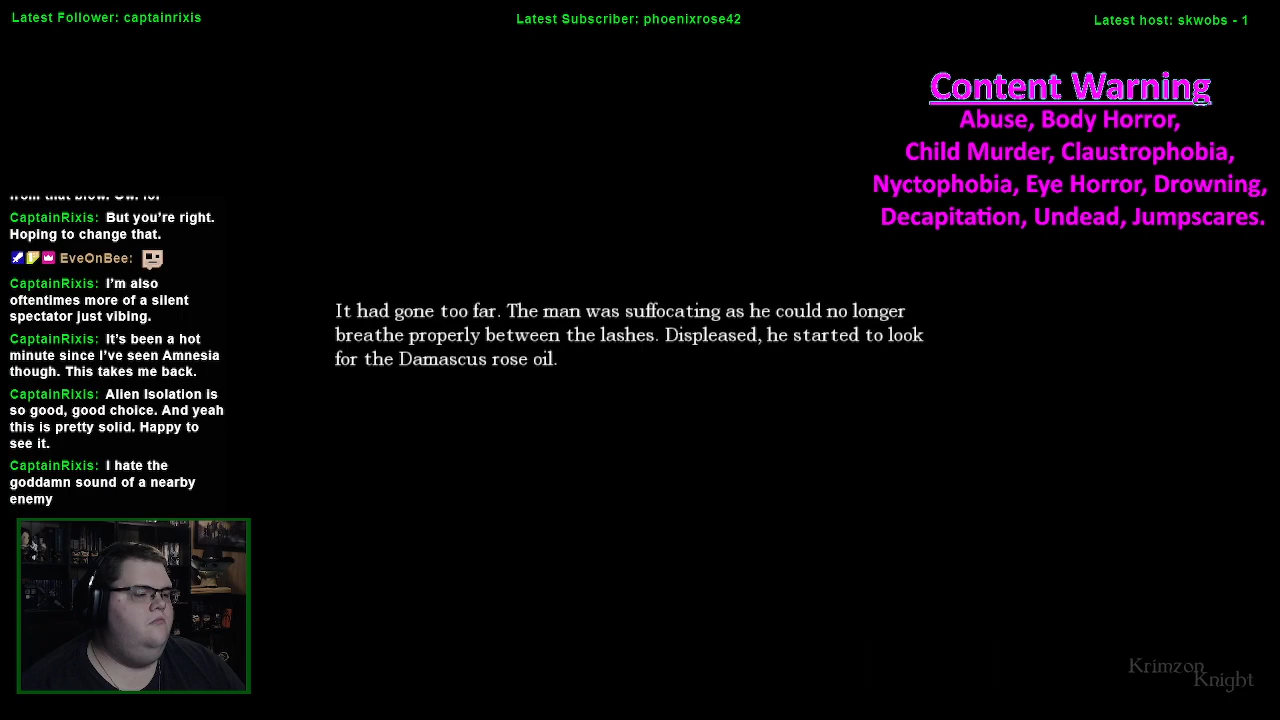 Latest Follower: captainrixis
Latest Subscriber: phoenixrose42
Latest host: skwobs - 1
Content Warning
Abuse, Body Horror,
Child Murder, Claustrophobia,
Nyctophobia, Eye Horror, Drowning,
Decapitation, Undead, Jumpscares.
CaptainRixis: But you're right.
Hoping to change that.
EveOnBee:
CaptainRixis: I'm also
oftentimes more of a silent
spectator just vibing.
CaptainRixis: It's been a hot
minute since I've seen Amnesia
though. This takes me back.
CaptainRixis: Alien Isolation is
so good, good choice. And yeah
this is pretty solid. Happy to
see it.
CaptainRixis: I hate the
goddamn sound of a nearby
enemy
It had gone too far. The man was suffocating as he could no longer
breathe properly between the lashes. Displeased, he started to look
for the Damascus rose oil.
Krimzon
Knight